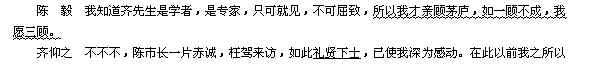 陈　毅　我知道齐先生是学者，是专家，只可就见，不可屈致，所以我才亲顾茅庐，如一顾不成，我
愿三顾。
齐仰之　不不不，陈市长一片赤诚，枉驾来访，如此礼贤下士，已使我深为感动。在此以前我之所以